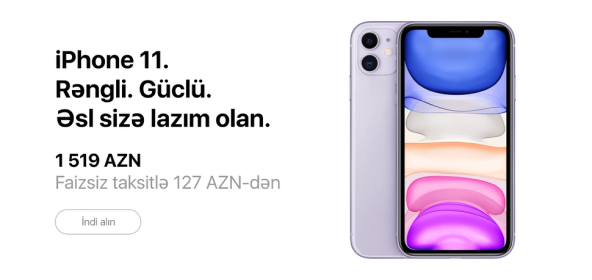 iPhone 11.
Rəngli. Güclü.
Əsl sizə lazım olan.
1 519 AZN
Faizsiz taksitlə 127 AZN-dən
İndi alın